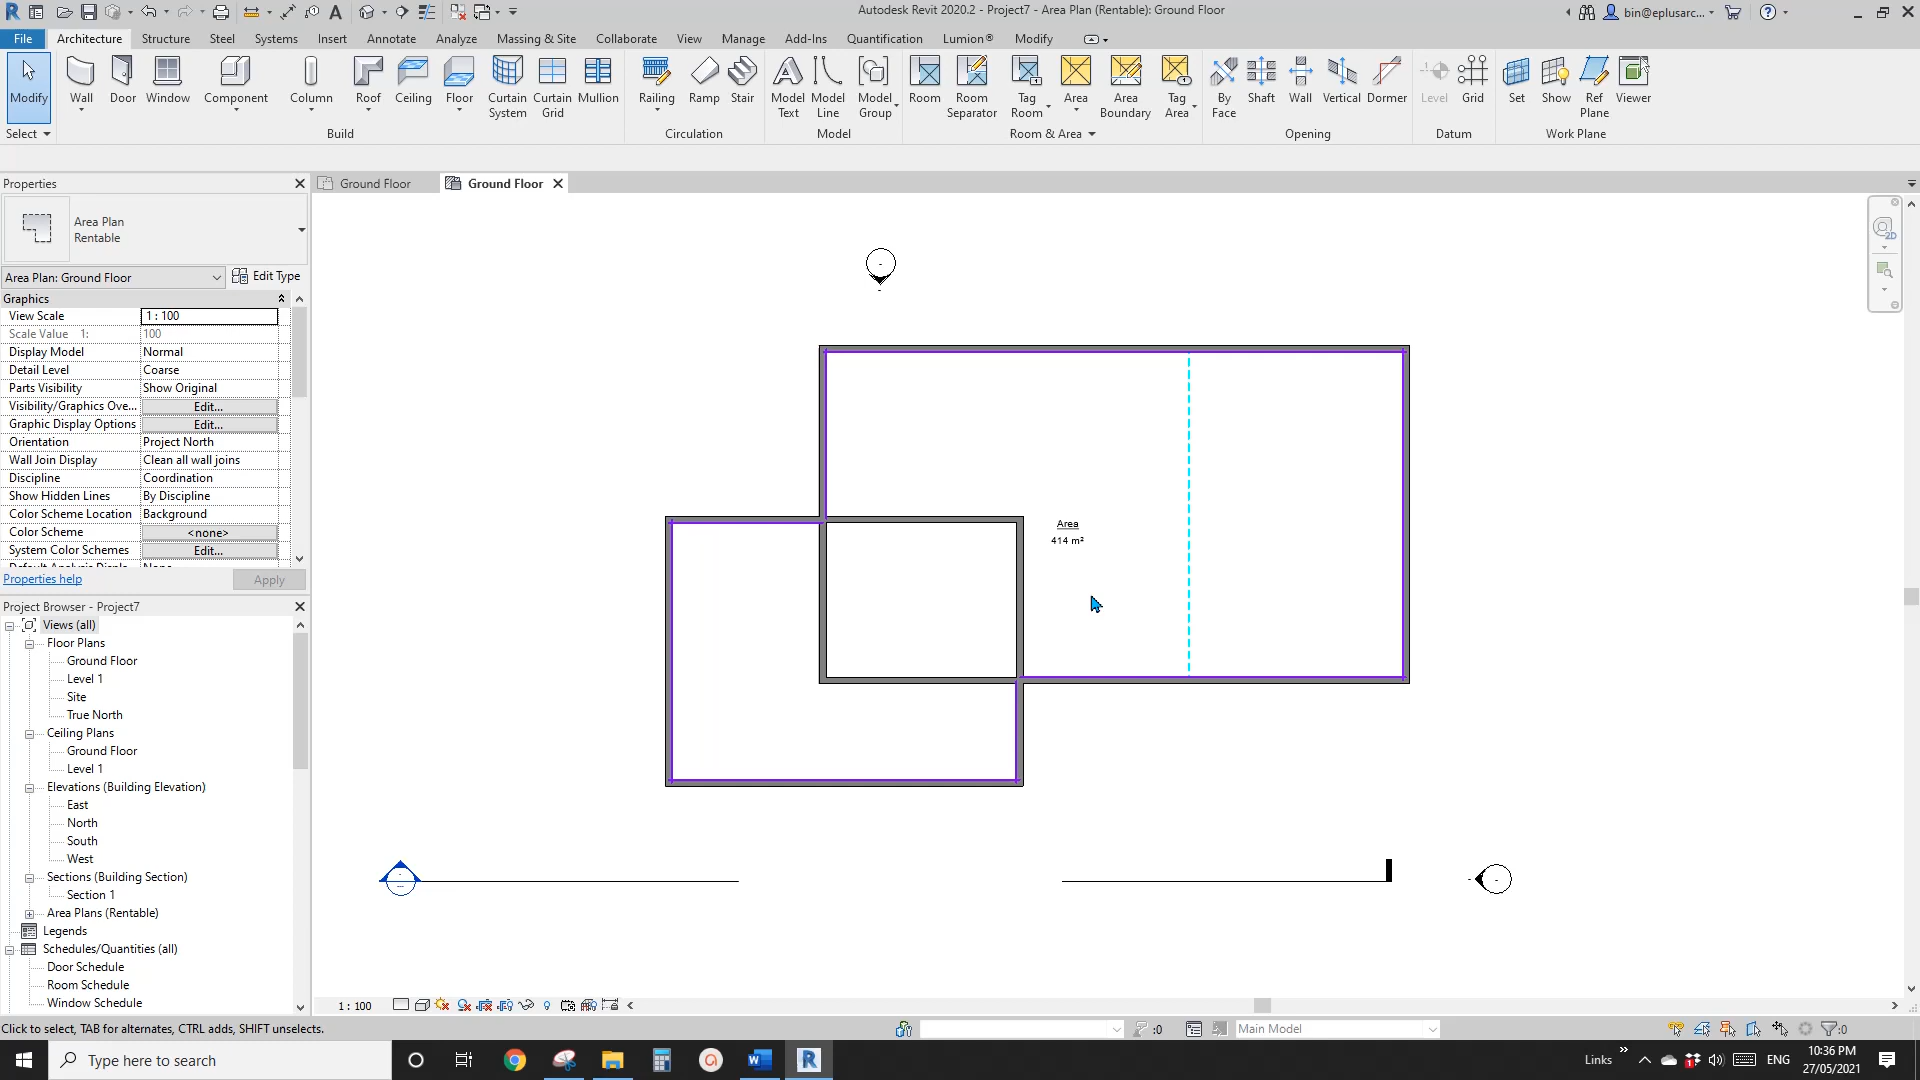 Autodesk Revit 2020.2 - Project7 - Area Plan (Rentable): Ground Floor
bin@eplusarc...
File Architecture Structure Steel Systems Insert Annotate Analyze Massing & Site Collaborate View Manage Add-Ins Quantification Lumion® Modify
Modify Wall Door Window Component Column Roof Ceiling Floor Curtain System Curtain Grid Mullion Railing Ramp Stair Model Text Model Line Model Group Room Room Separator Tag Room Area Area Boundary Tag Area By Face Shaft Wall Vertical Dormer Level Grid Set Show Ref Plane Viewer
Select Build Circulation Model Room & Area Opening Datum Work Plane
Properties
Ground Floor
Ground Floor
Area Plan
Rentable
Area Plan: Ground Floor Edit Type
Graphics
View Scale 1 : 100
Scale Value 1: 100
Display Model Normal
Detail Level Coarse
Parts Visibility Show Original
Visibility/Graphics Ove... Edit...
Graphic Display Options Edit...
Orientation Project North
Wall Join Display Clean all wall joins
Discipline Coordination
Show Hidden Lines By Discipline
Color Scheme Location Background
Color Scheme <none>
System Color Schemes Edit...
Properties help Apply
Project Browser - Project7
Views (all)
Floor Plans
Ground Floor
Level 1
Site
True North
Ceiling Plans
Ground Floor
Level 1
Elevations (Building Elevation)
East
North
South
West
Sections (Building Section)
Section 1
Area Plans (Rentable)
Legends
Schedules/Quantities (all)
Door Schedule
Room Schedule
Window Schedule
Area
414 m²
2D
1 : 100
Click to select, TAB for alternates, CTRL adds, SHIFT unselects.
:0
Main Model
:0
Type here to search
Links
ENG
10:36 PM
27/05/2021